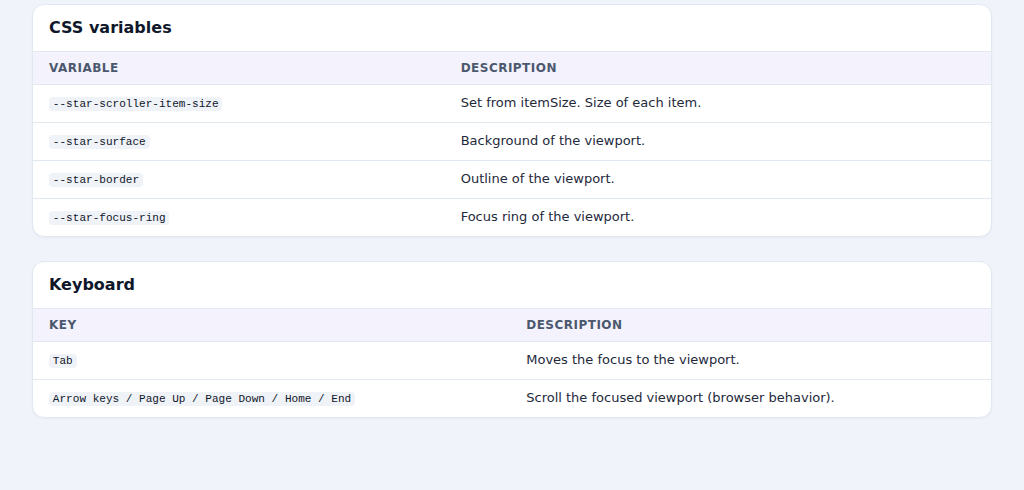 CSS variables
VARIABLE DESCRIPTION
--star-scroller-item-size Set from itemSize. Size of each item.
--star-surface Background of the viewport.
--star-border Outline of the viewport.
--star-focus-ring Focus ring of the viewport.
Keyboard
KEY DESCRIPTION
Tab Moves the focus to the viewport.
Arrow keys / Page Up / Page Down / Home / End Scroll the focused viewport (browser behavior).